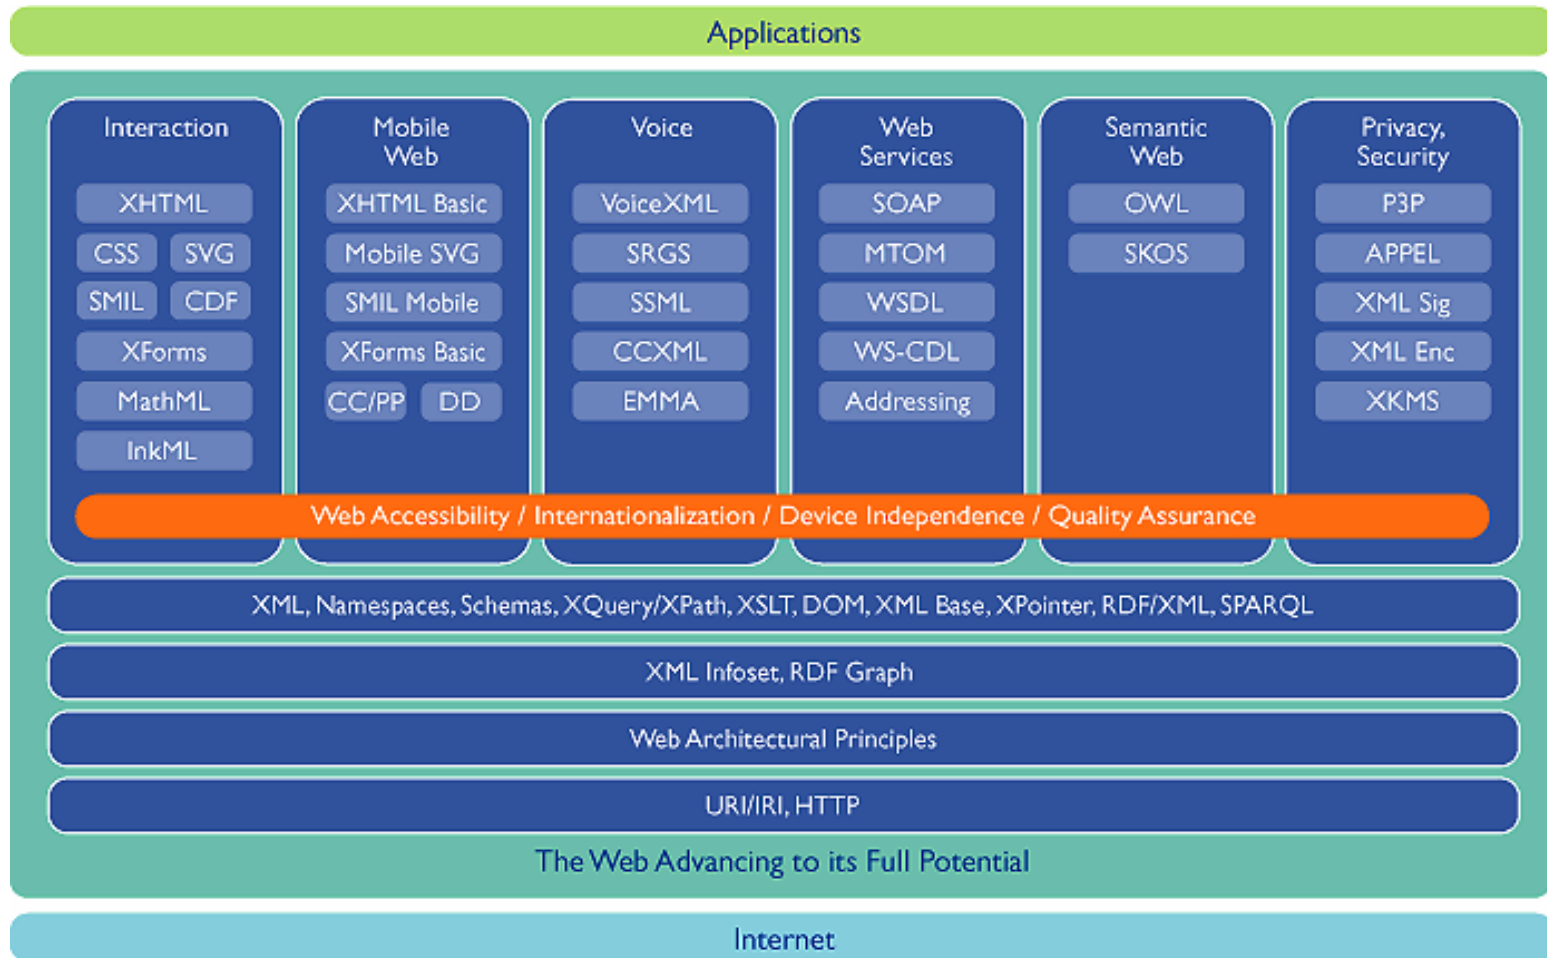 Applications
Interaction
XHTML
CSS SVG
SMIL CDF
XForms
MathML
InkML
Mobile
Web
XHTML Basic
Mobile SVG
SMIL Mobile
XForms Basic
CC/PP DD
Voice
VoiceXML
SRGS
SSML
CCXML
EMMA
Web
Services
SOAP
MTOM
WSDL
WS-CDL
Addressing
Semantic
Web
OWL
SKOS
Privacy,
Security
P3P
APPEL
XML Sig
XML Enc
XKMS
Web Accessibility / Internationalization / Device Independence / Quality Assurance
XML, Namespaces, Schemas, XQuery/XPath, XSLT, DOM, XML Base, XPointer, RDF/XML, SPARQL
XML Infoset, RDF Graph
Web Architectural Principles
URI/IRI, HTTP
The Web Advancing to its Full Potential
Internet